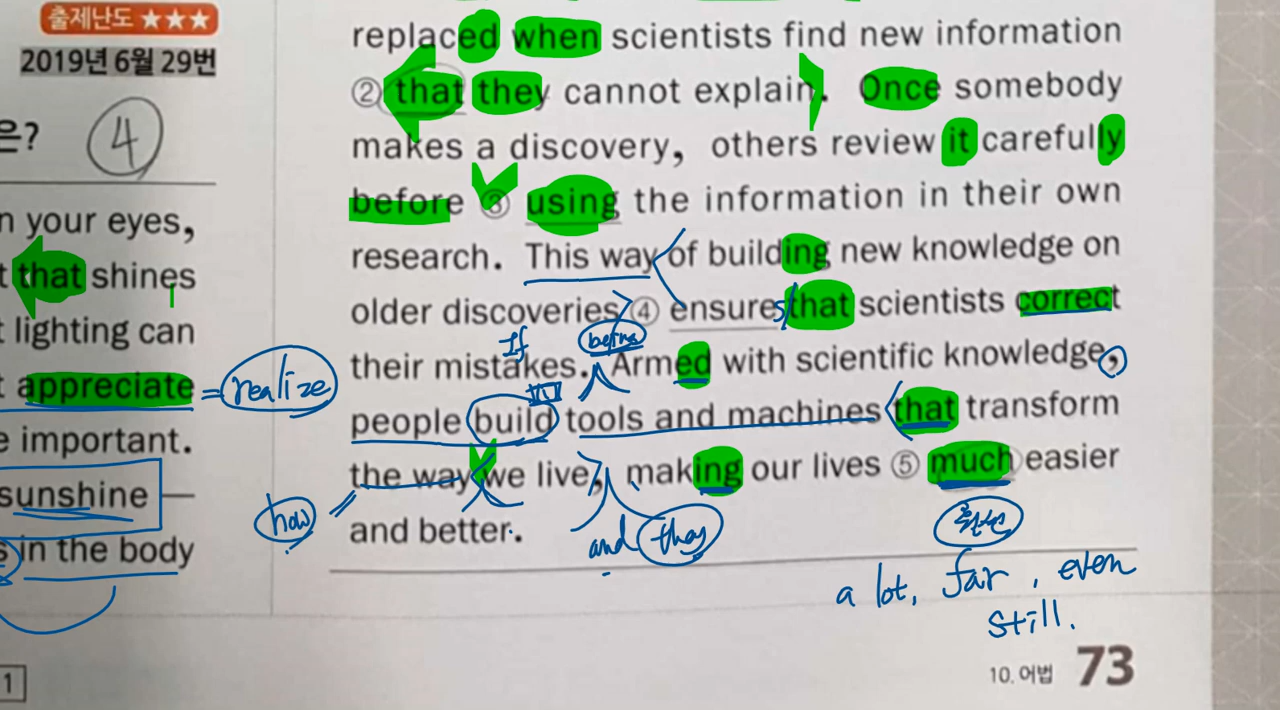 출제난도 ★★★
2019년 6월 29번
은?
④
n your eyes,
t that shines
t lighting can
t appreciate = realize
e important.
sunshine —
s in the body
1
replaced when scientists find new information
② that they cannot explain. Once somebody
makes a discovery, others review it carefully
before ③ using the information in their own
research. This way of building new knowledge on
older discoveries ④ ensures that scientists correct
If being
their mistakes. Armed with scientific knowledge,
people build tools and machines that transform
the way we live, making our lives ⑤ much easier
how
and better.
and they
훨씬
a lot, far, even
still.
10. 어법 73